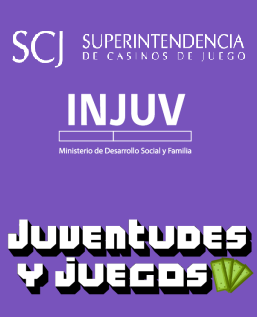 SCJ SUPERINTENDENCIA
DE CASINOS DE JUEGO
INJUV
Ministerio de Desarrollo Social y Familia
JUVENTUDES
Y JUEGOS